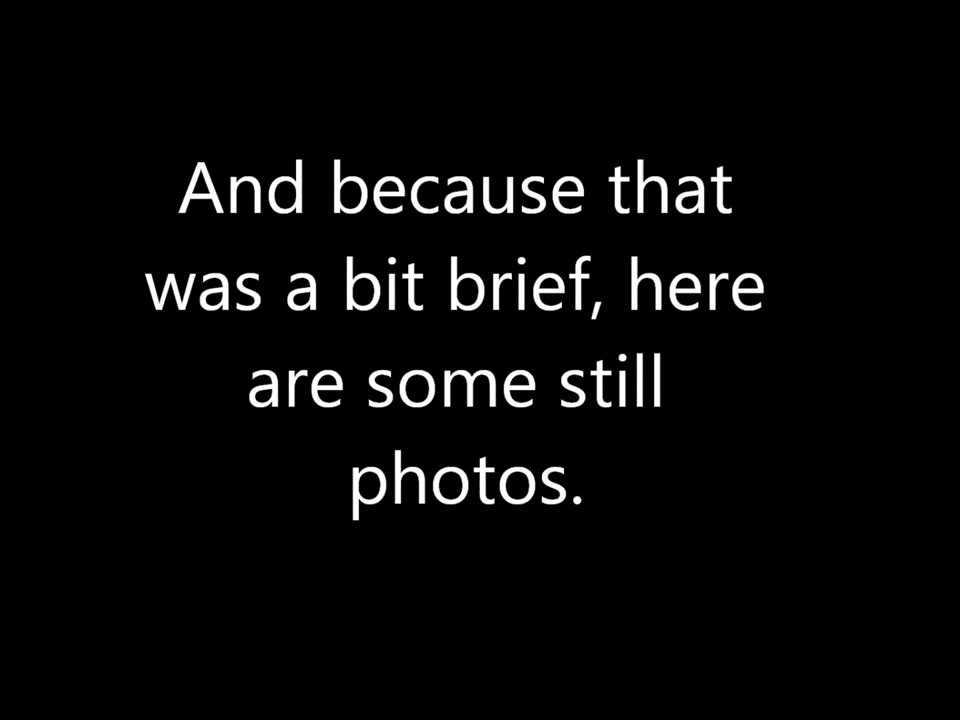 And because that
was a bit brief, here
are some still
photos.